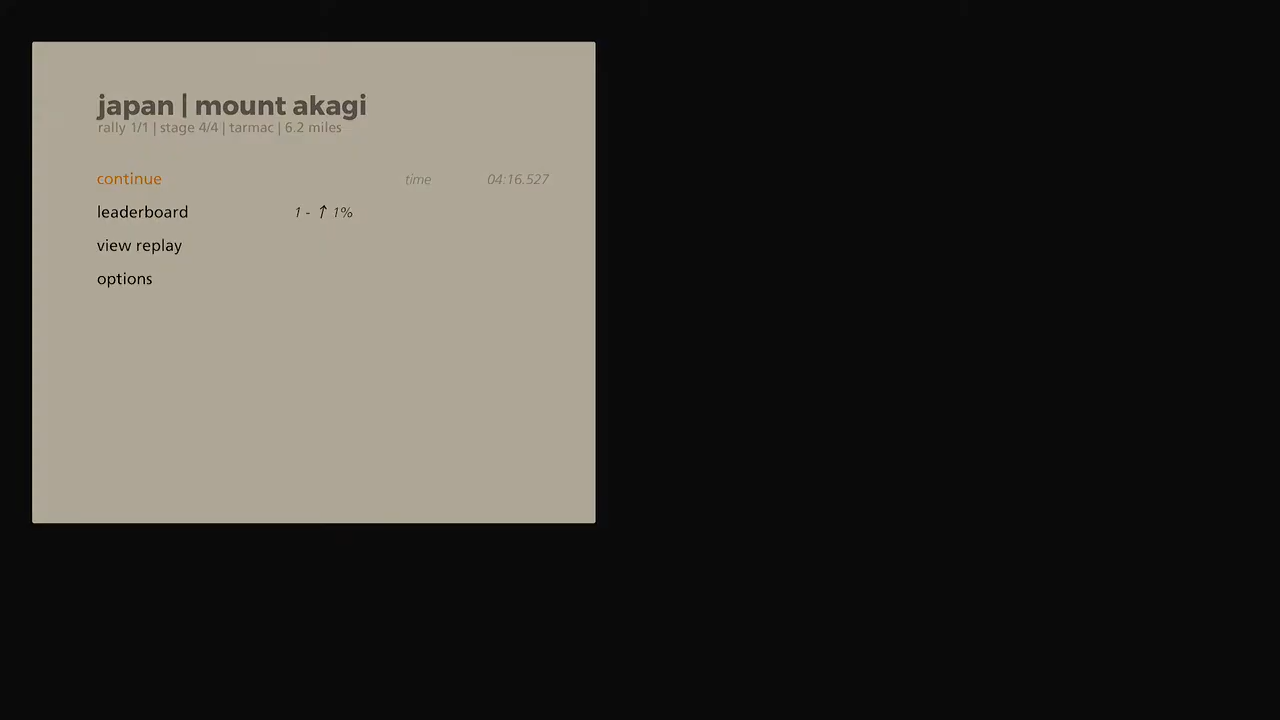 japan | mount akagi
rally 1/1 | stage 4/4 | tarmac | 6.2 miles
continue time 04:16.527
leaderboard 1 - ↑ 1%
view replay
options